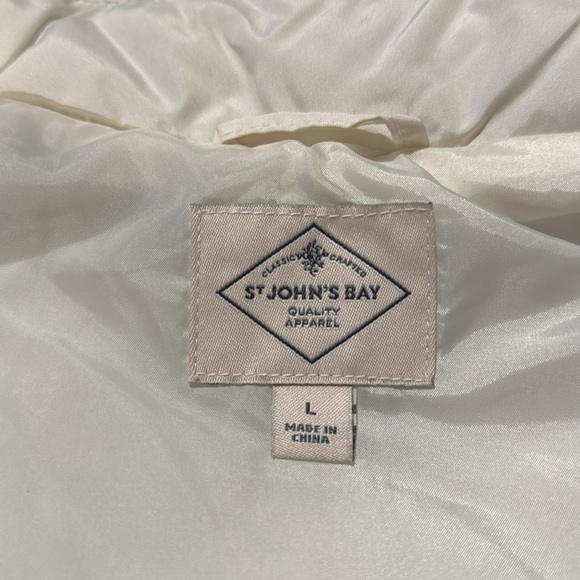 CLASSIC CRAFTED
ST JOHN'S BAY
QUALITY
APPAREL
L
MADE IN
CHINA